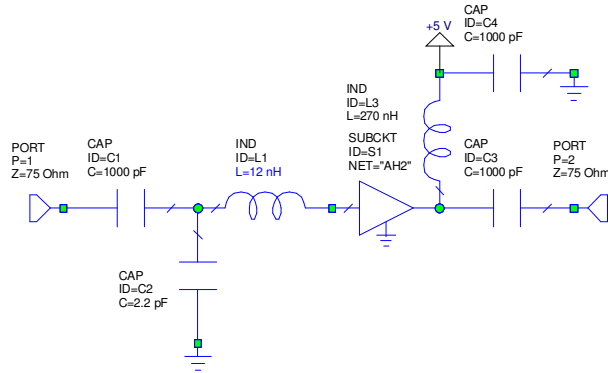 CAP
ID=C4
C=1000 pF
+5 V
IND
ID=L3
L=270 nH
PORT
P=1
Z=75 Ohm
CAP
ID=C1
C=1000 pF
IND
ID=L1
L=12 nH
SUBCKT
ID=S1
NET="AH2"
CAP
ID=C3
C=1000 pF
PORT
P=2
Z=75 Ohm
CAP
ID=C2
C=2.2 pF